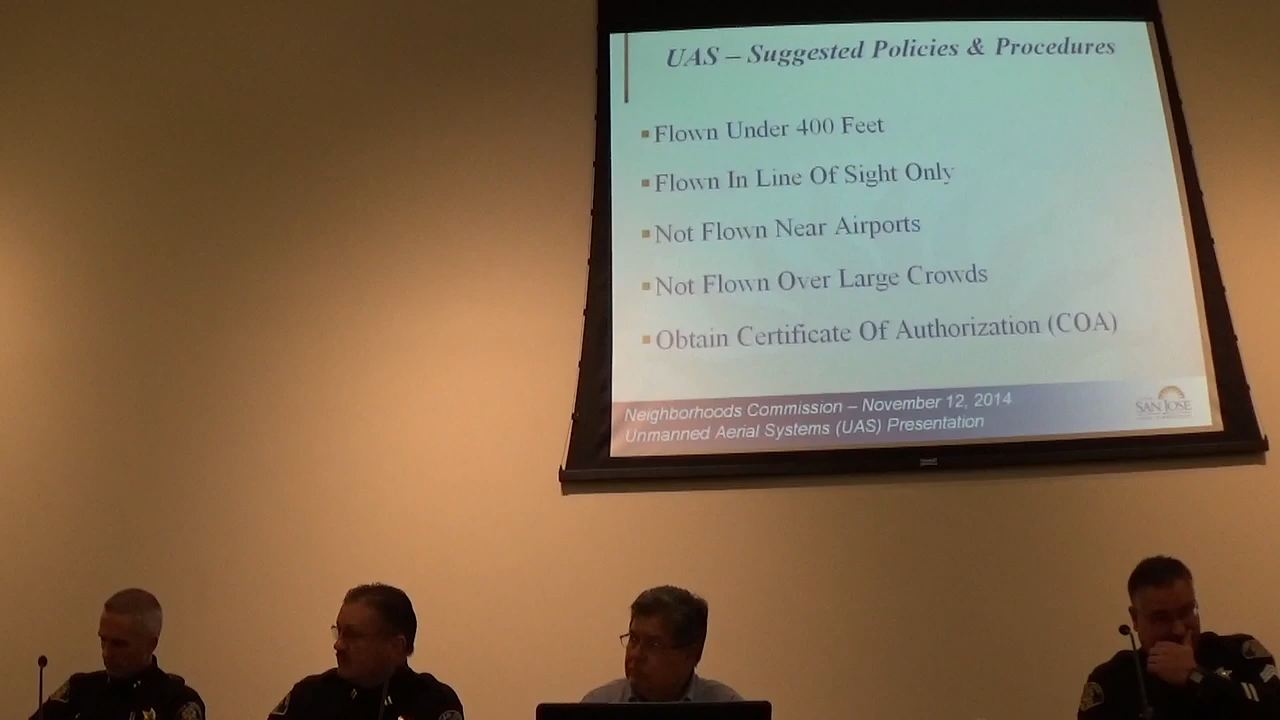 UAS – Suggested Policies & Procedures
Flown Under 400 Feet
Flown In Line Of Sight Only
Not Flown Near Airports
Not Flown Over Large Crowds
Obtain Certificate Of Authorization (COA)
Neighborhoods Commission – November 12, 2014
Unmanned Aerial Systems (UAS) Presentation
SAN JOSE